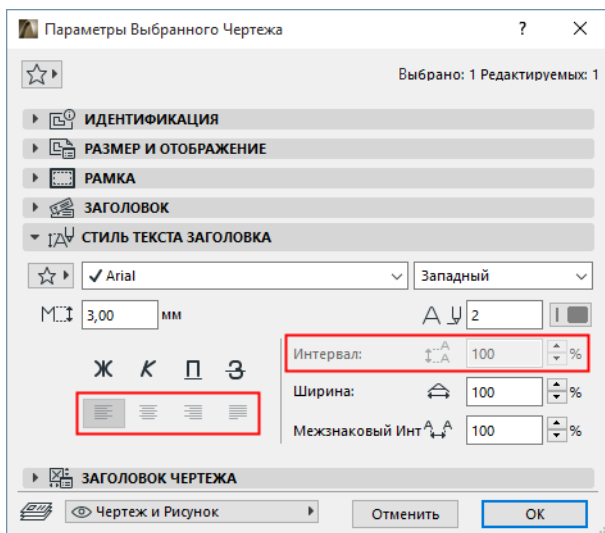 Параметры Выбранного Чертежа ?
Выбрано: 1 Редактируемых: 1
ИДЕНТИФИКАЦИЯ
РАЗМЕР И ОТОБРАЖЕНИЕ
РАМКА
ЗАГОЛОВОК
СТИЛЬ ТЕКСТА ЗАГОЛОВКА
Arial Западный
3,00 мм 2
Ж К П З
Интервал: 100 %
Ширина: 100 %
Межзнаковый Инт 100 %
ЗАГОЛОВОК ЧЕРТЕЖА
Чертеж и Рисунок Отменить OK